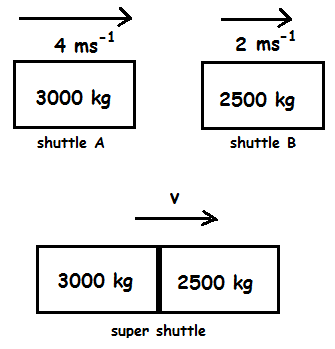 4 ms⁻¹ 2 ms⁻¹
3000 kg 2500 kg
shuttle A shuttle B
v
3000 kg 2500 kg
super shuttle